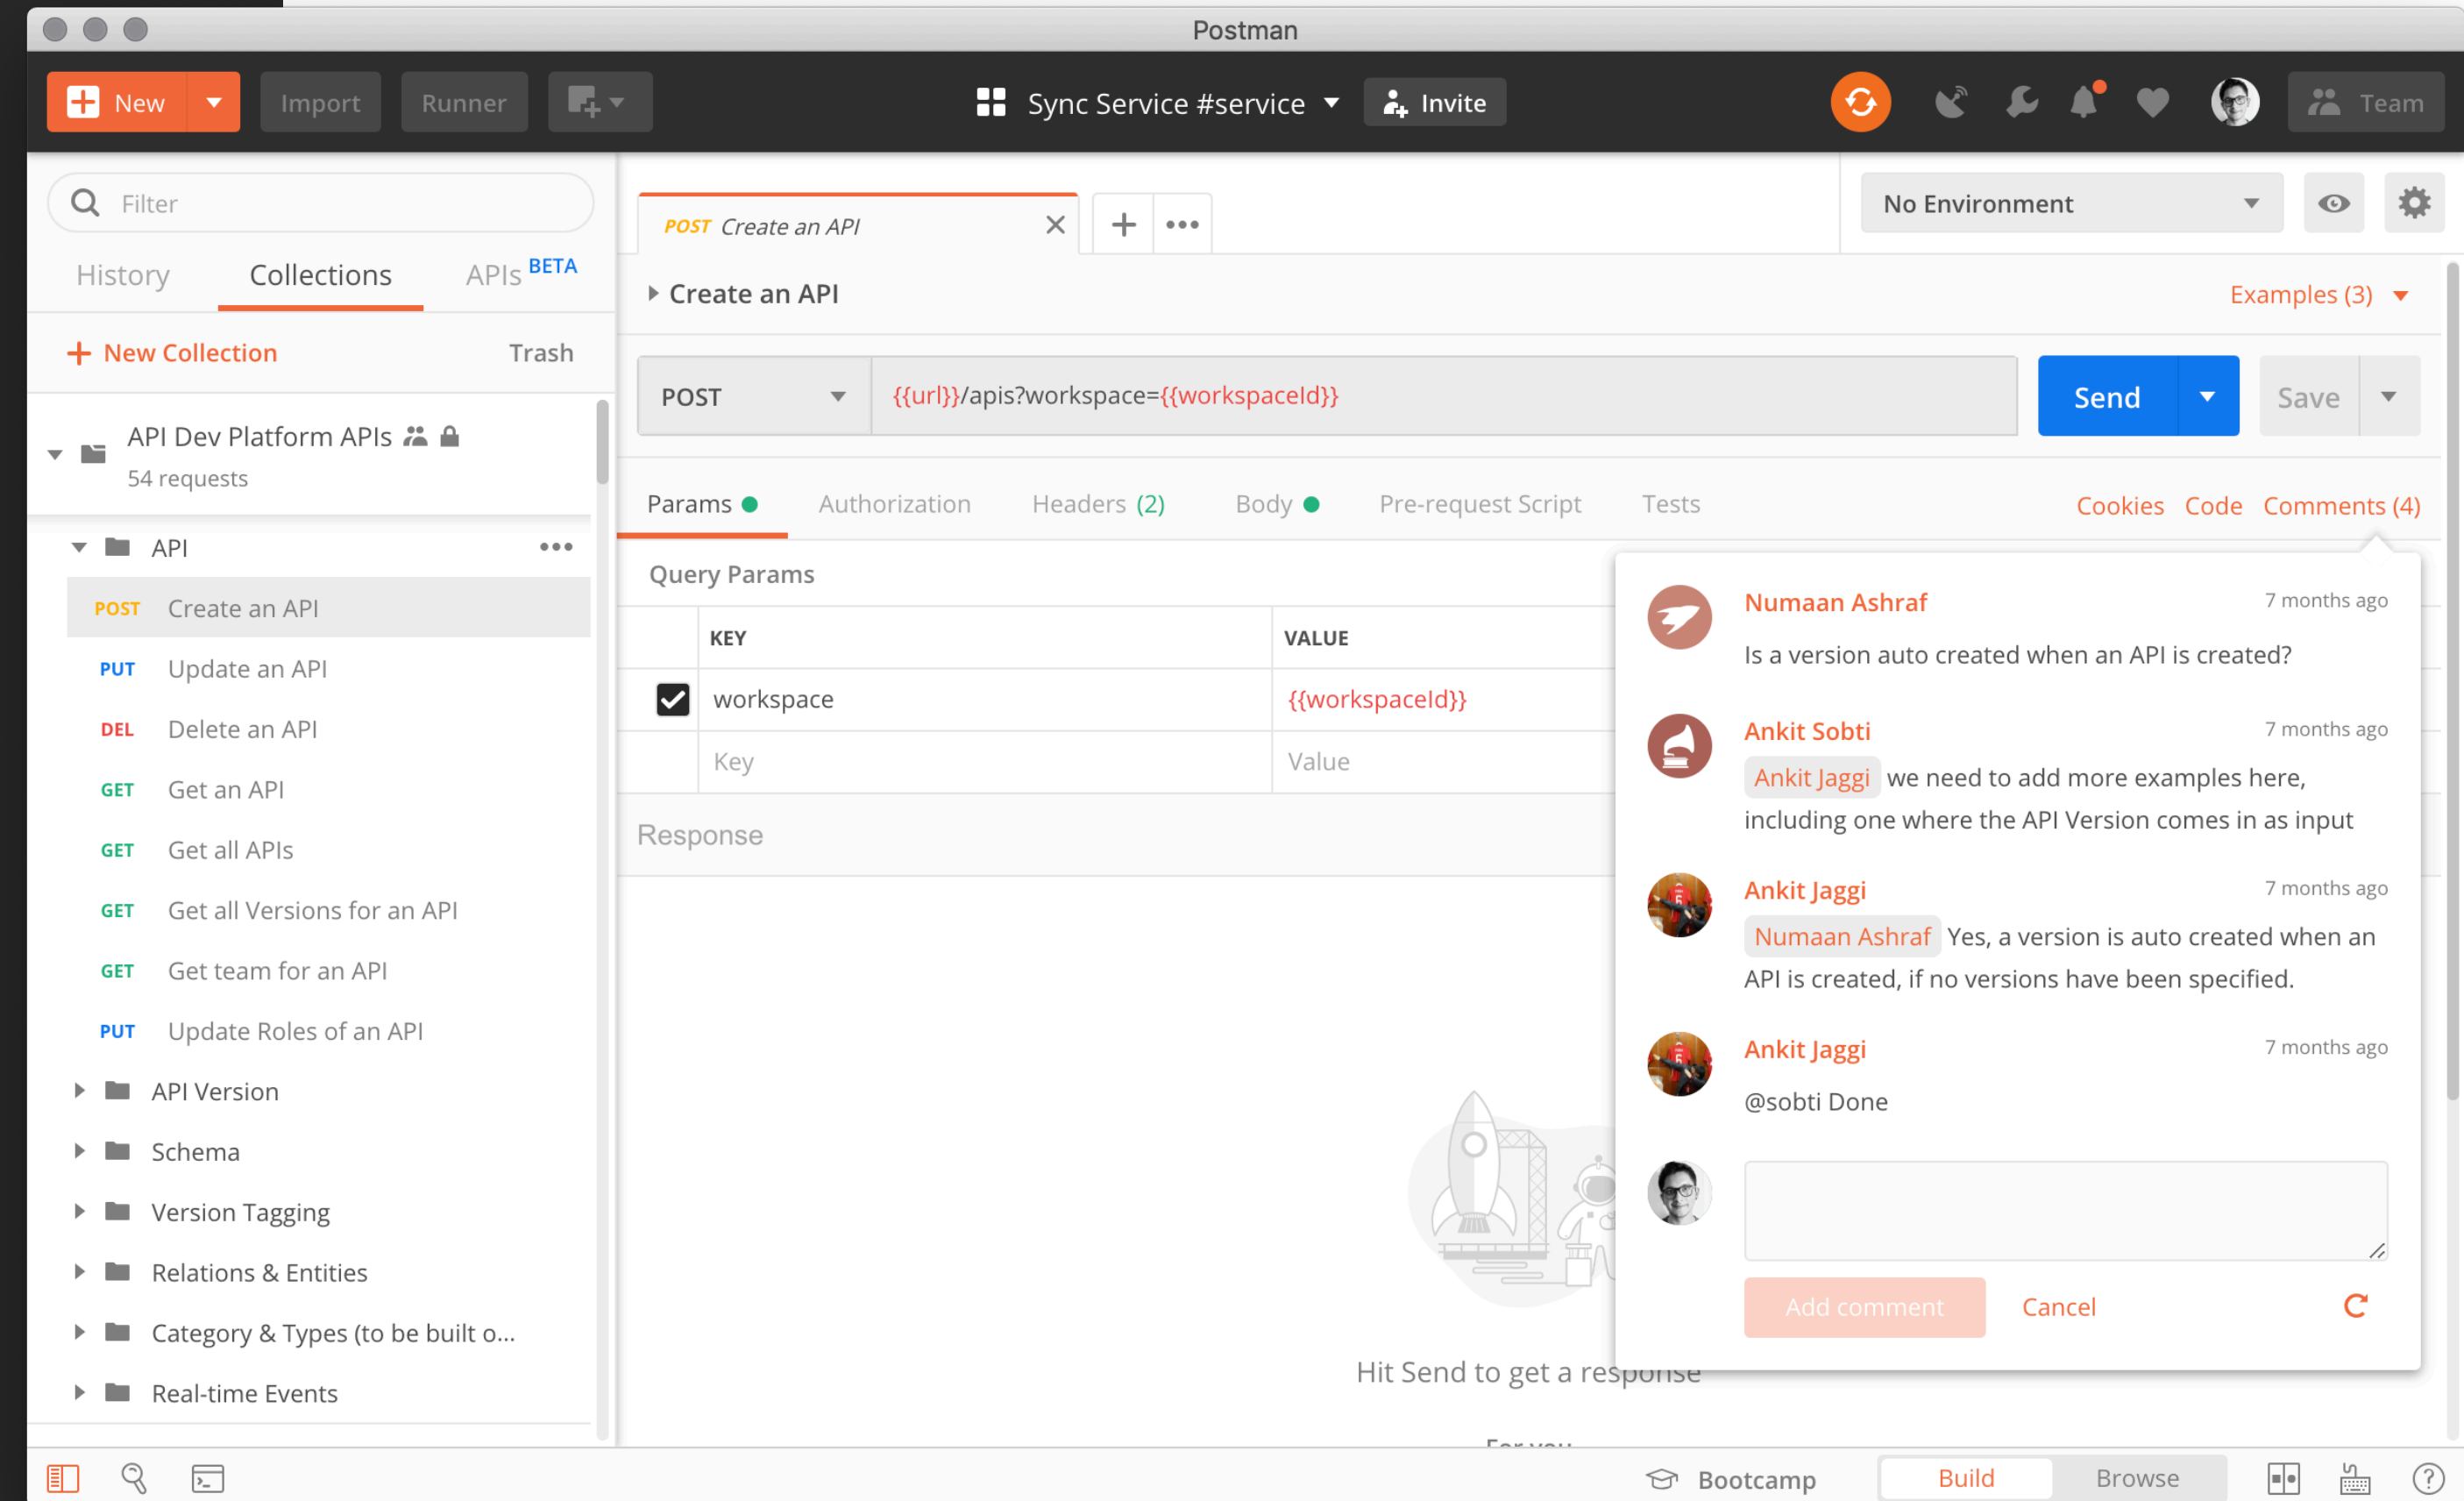 Postman
New
Import
Runner
Sync Service #service
Invite
Team
Filter
History
Collections
APIs BETA
New Collection
Trash
API Dev Platform APIs
54 requests
API
POST Create an API
PUT Update an API
DEL Delete an API
GET Get an API
GET Get all APIs
GET Get all Versions for an API
GET Get team for an API
PUT Update Roles of an API
API Version
Schema
Version Tagging
Relations & Entities
Category & Types (to be built o...
Real-time Events
POST Create an API
No Environment
Create an API
Examples (3)
POST
{{url}}/apis?workspace={{workspaceId}}
Send
Save
Params
Authorization
Headers (2)
Body
Pre-request Script
Tests
Cookies
Code
Comments (4)
Query Params
KEY
VALUE
workspace
{{workspaceId}}
Key
Value
Response
Hit Send to get a response
For you
Numaan Ashraf
7 months ago
Is a version auto created when an API is created?
Ankit Sobti
7 months ago
Ankit Jaggi we need to add more examples here,
including one where the API Version comes in as input
Ankit Jaggi
7 months ago
Numaan Ashraf Yes, a version is auto created when an
API is created, if no versions have been specified.
Ankit Jaggi
7 months ago
@sobti Done
Add comment
Cancel
Bootcamp
Build
Browse